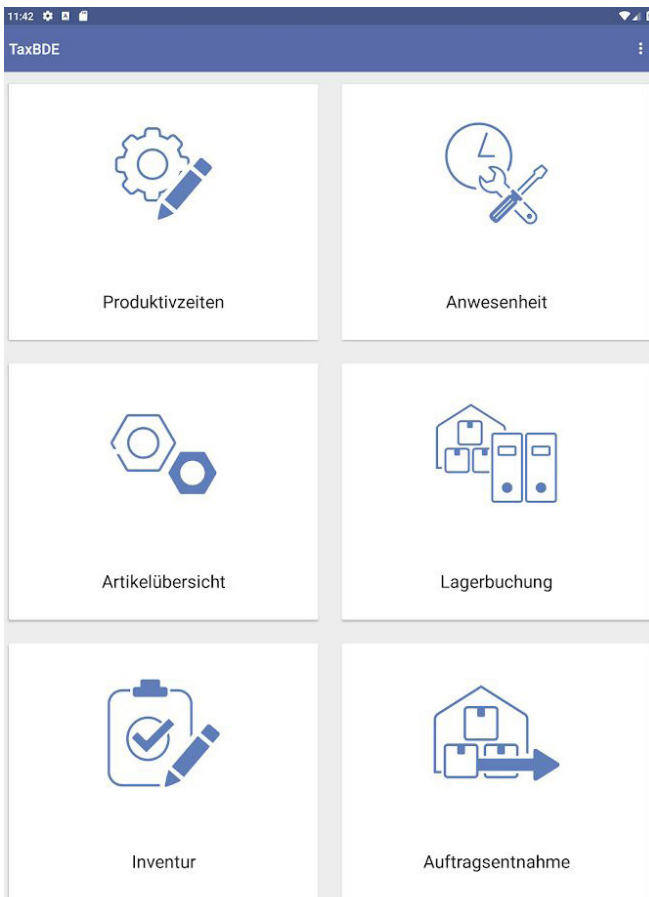 11:42
TaxBDE
Produktivzeiten
Anwesenheit
Artikelübersicht
Lagerbuchung
Inventur
Auftragsentnahme